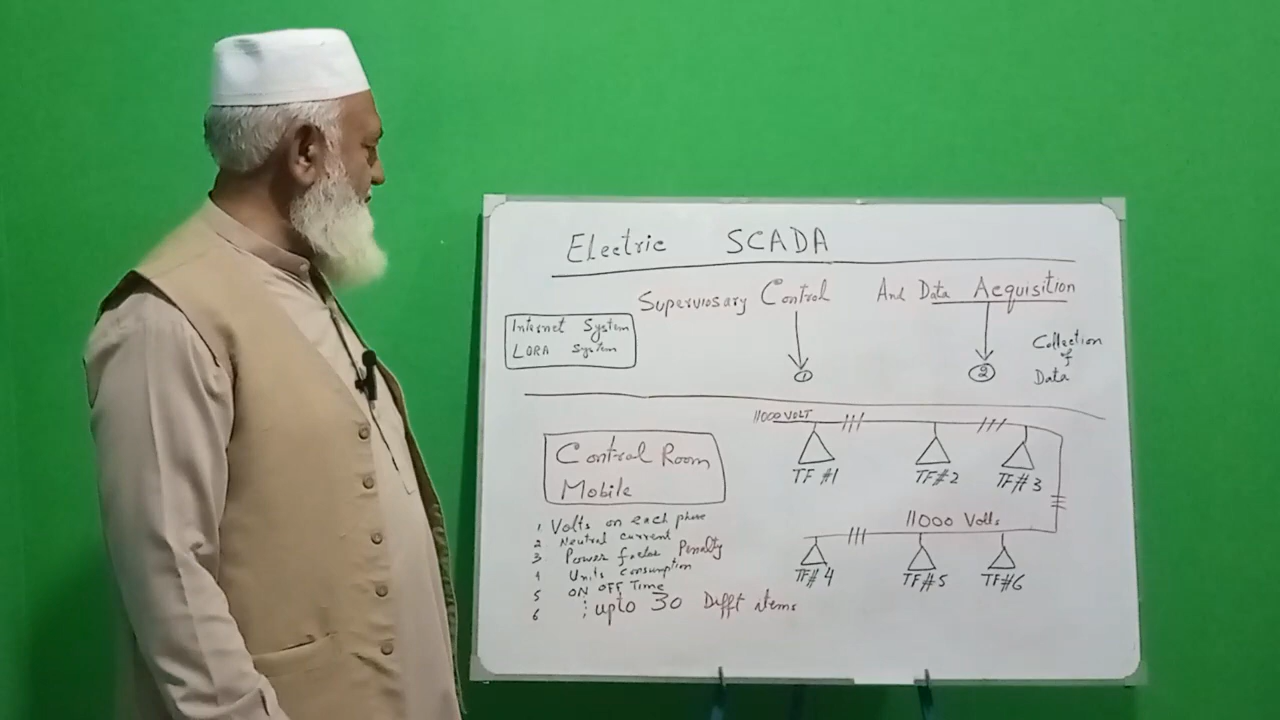 Electric SCADA
Superviosary Control And Data Acquisition
Internet System
LORA System
① ②
Collection
of
Data
11000 VOLT
TF #1 TF#2 TF#3
11000 Volts
TF#4 TF#5 TF#6
Control Room
Mobile
1 Volts on each phase
2 Neutral current
3 Power factor Penalty
4 Units consumption
5 ON OFF Time
6 ⋮ upto 30 Difft items